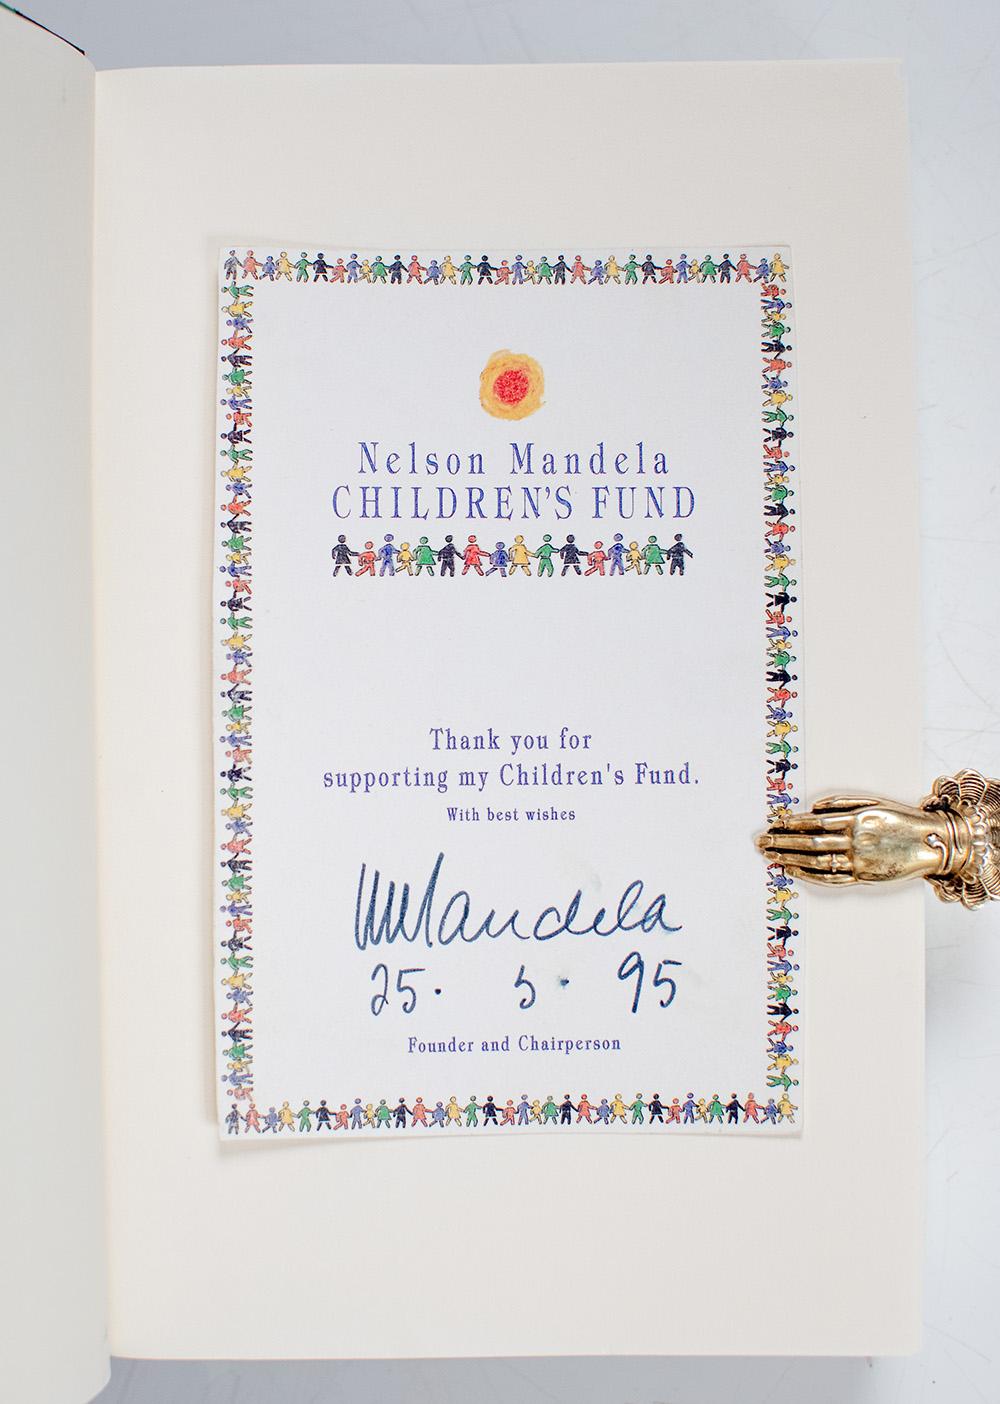 Nelson Mandela
CHILDREN'S FUND
Thank you for
supporting my Children's Fund.
With best wishes
NMandela
25. 5. 95
Founder and Chairperson